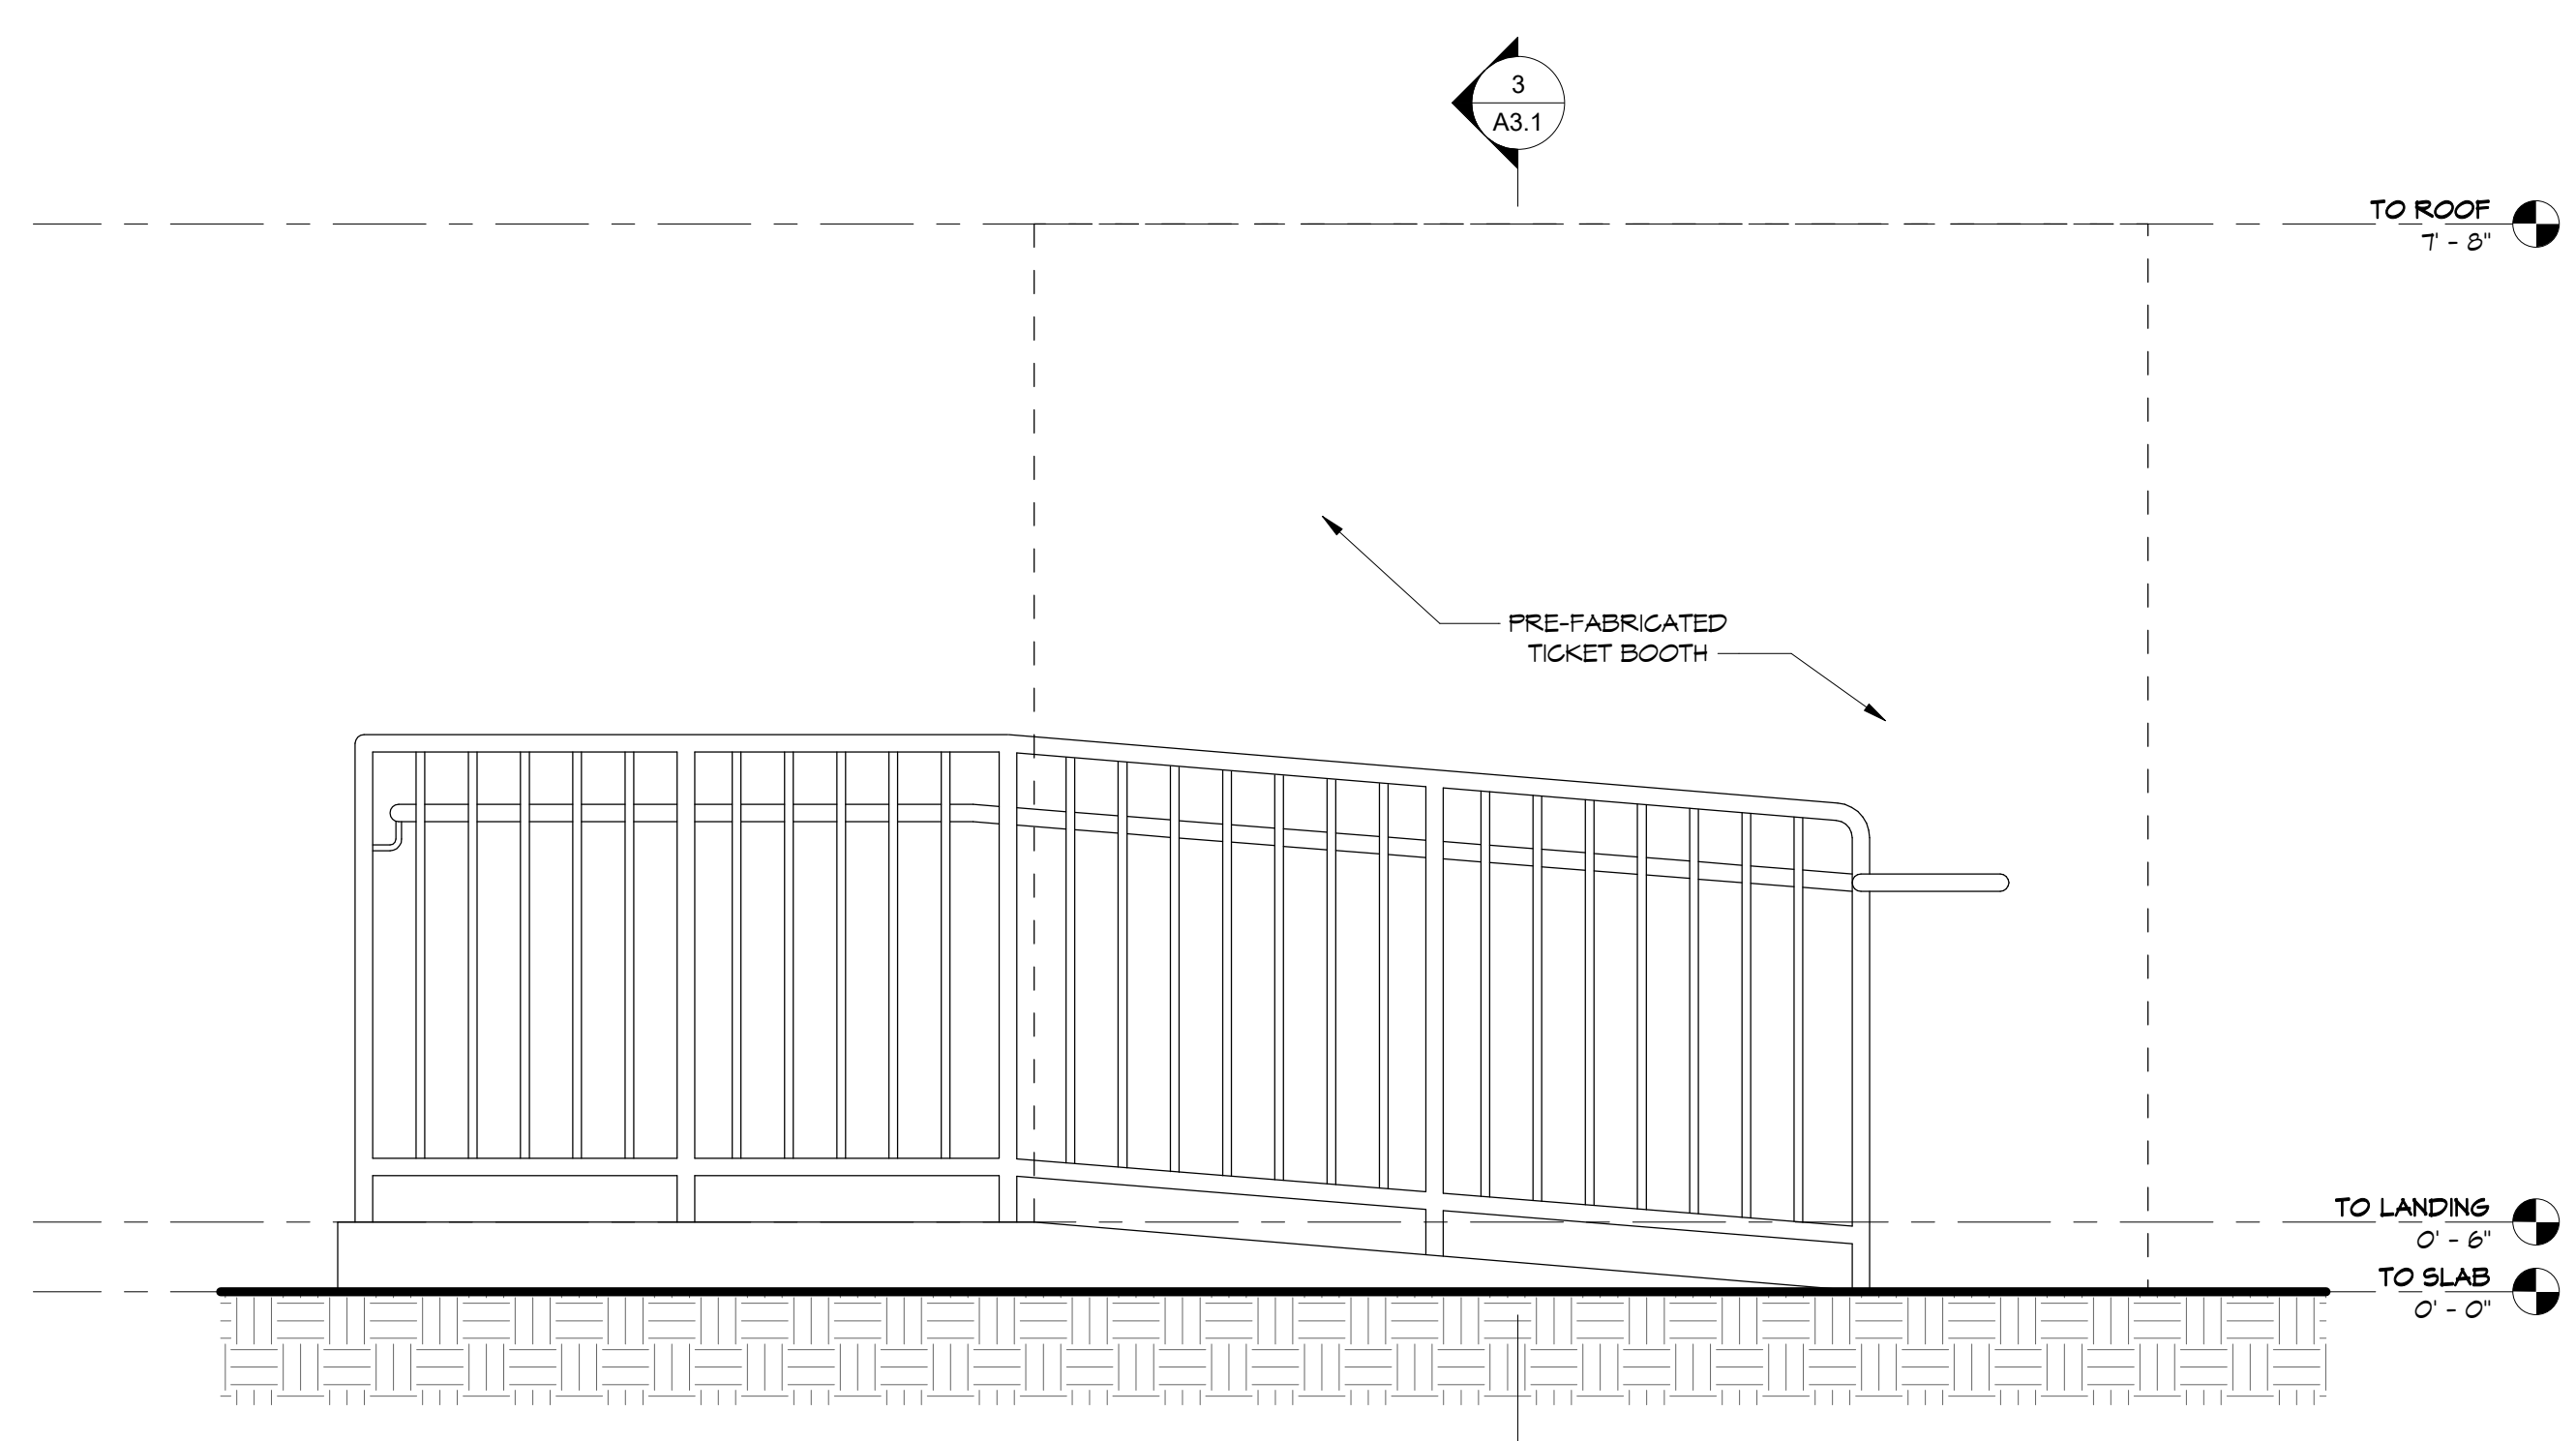 3
A3.1
TO ROOF
7' - 8"
PRE-FABRICATED
TICKET BOOTH
TO LANDING
0' - 6"
TO SLAB
0' - 0"